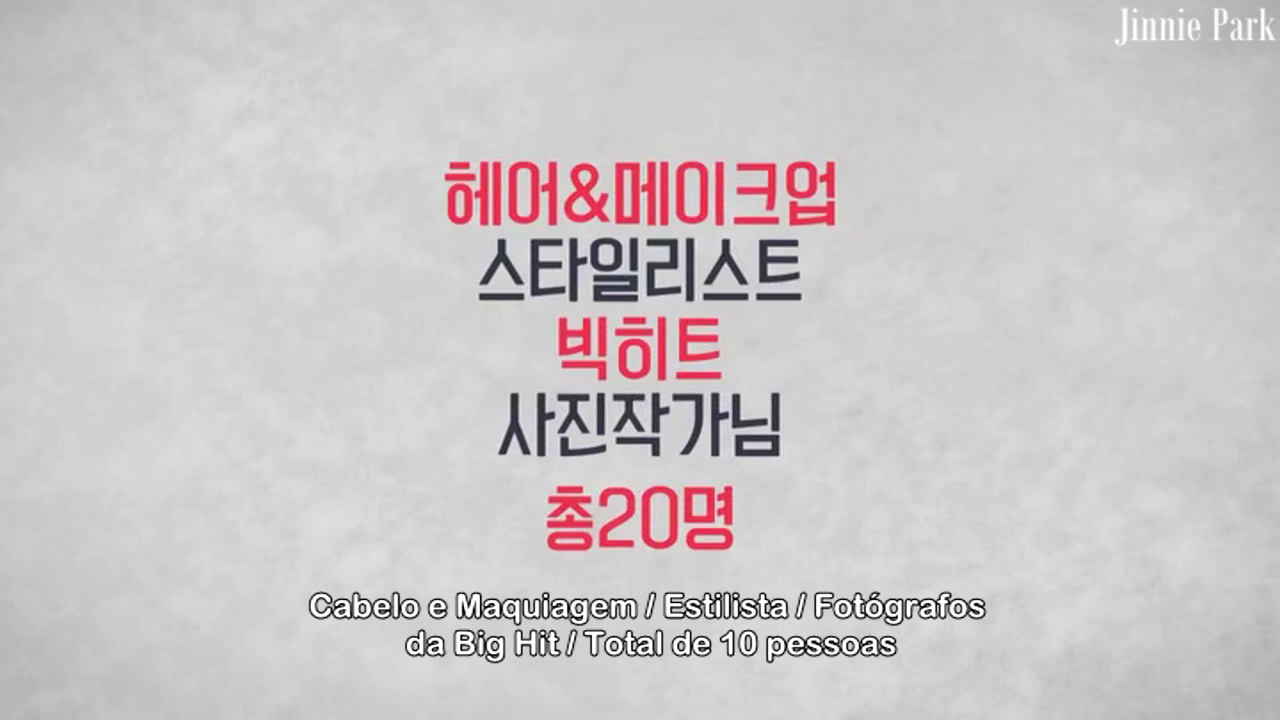 Jinnie Park
헤어&메이크업
스타일리스트
빅히트
사진작가님
총20명
Cabelo e Maquiagem / Estilista / Fotógrafos
da Big Hit / Total de 10 pessoas